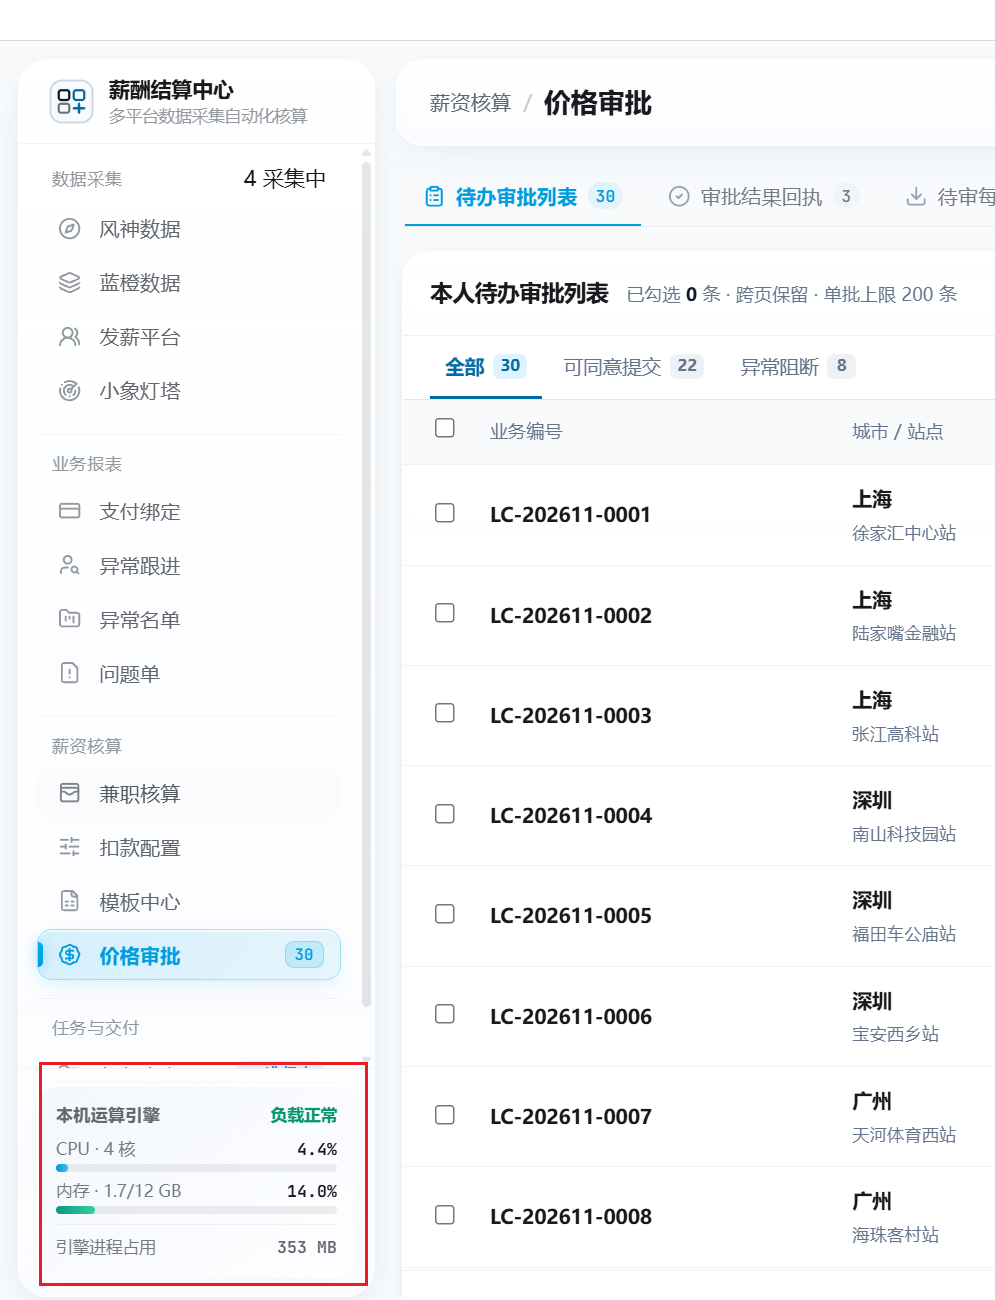 薪酬结算中心
多平台数据采集自动化核算
数据采集 4 采集中
风神数据
蓝橙数据
发薪平台
小象灯塔
业务报表
支付绑定
异常跟进
异常名单
问题单
薪资核算
兼职核算
扣款配置
模板中心
价格审批 30
任务与交付
本机运算引擎 负载正常
CPU · 4 核 4.4%
内存 · 1.7/12 GB 14.0%
引擎进程占用 353 MB
薪资核算 / 价格审批
待办审批列表 30 审批结果回执 3 待审每
本人待办审批列表 已勾选 0 条 · 跨页保留 · 单批上限 200 条
全部 30 可同意提交 22 异常阻断 8
业务编号 城市 / 站点
LC-202611-0001 上海
徐家汇中心站
LC-202611-0002 上海
陆家嘴金融站
LC-202611-0003 上海
张江高科站
LC-202611-0004 深圳
南山科技园站
LC-202611-0005 深圳
福田车公庙站
LC-202611-0006 深圳
宝安西乡站
LC-202611-0007 广州
天河体育西站
LC-202611-0008 广州
海珠客村站